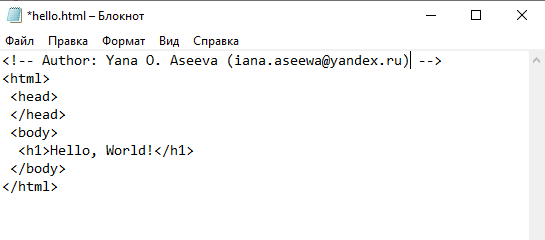 *hello.html – Блокнот
Файл Правка Формат Вид Справка
<!-- Author: Yana O. Aseeva (iana.aseewa@yandex.ru) -->
<html>
 <head>
 </head>
 <body>
  <h1>Hello, World!</h1>
 </body>
</html>